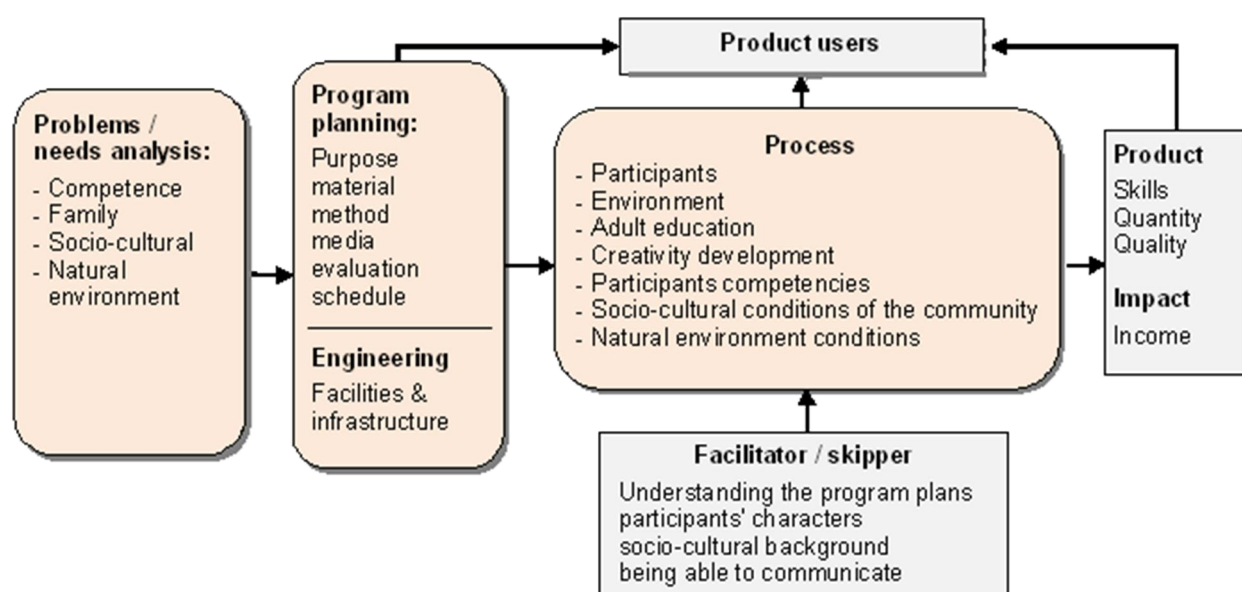 Product users
Problems /
needs analysis:
- Competence
- Family
- Socio-cultural
- Natural
environment
Program
planning:
Purpose
material
method
media
evaluation
schedule
Engineering
Facilities &
infrastructure
Process
- Participants
- Environment
- Adult education
- Creativity development
- Participants competencies
- Socio-cultural conditions of the community
- Natural environment conditions
Product
Skills
Quantity
Quality
Impact
Income
Facilitator / skipper
Understanding the program plans
participants' characters
socio-cultural background
being able to communicate